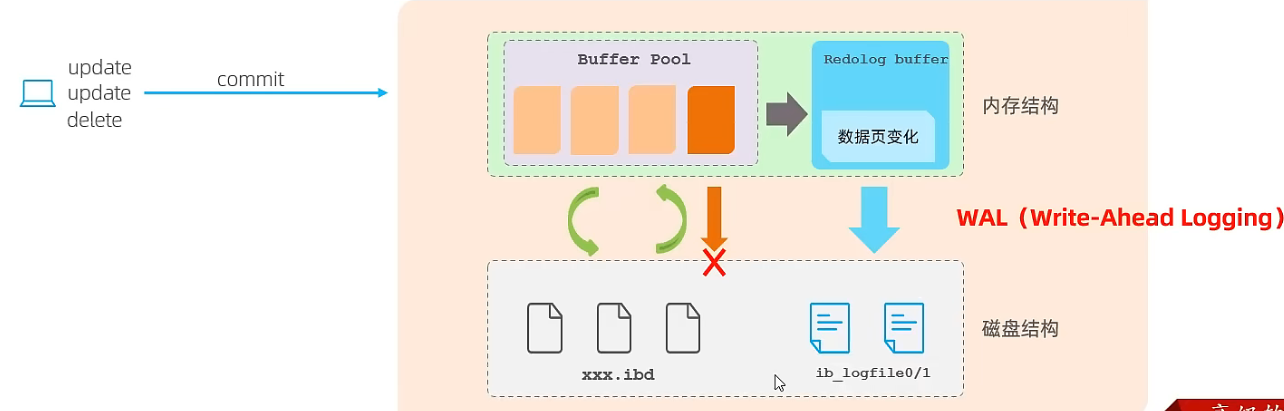 update
update
delete
commit
Buffer Pool
Redolog buffer
数据页变化
内存结构
WAL（Write-Ahead Logging）
xxx.ibd
ib_logfile0/1
磁盘结构